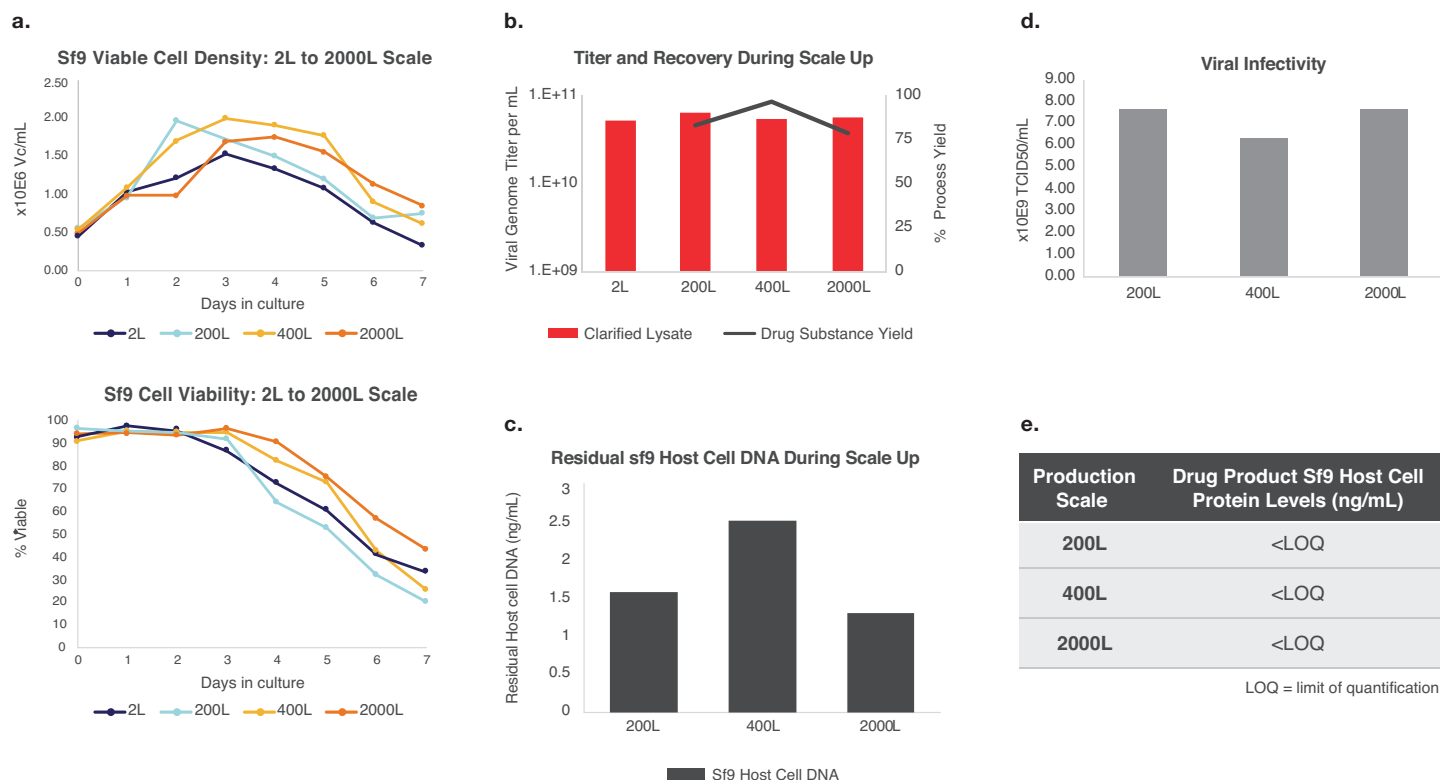 a.
Sf9 Viable Cell Density: 2L to 2000L Scale
2.50
2.00
1.50
1.00
0.50
0.00
x10E6 Vc/mL
0 1 2 3 4 5 6 7
Days in culture
2L 200L 400L 2000L
Sf9 Cell Viability: 2L to 2000L Scale
100
90
80
70
60
50
40
30
20
10
0
% Viable
0 1 2 3 4 5 6 7
Days in culture
2L 200L 400L 2000L
b.
Titer and Recovery During Scale Up
1.E+11
1.E+10
1.E+09
Viral Genome Titer per mL
100
75
50
25
0
% Process Yield
2L 200L 400L 2000L
Clarified Lysate Drug Substance Yield
c.
Residual sf9 Host Cell DNA During Scale Up
3
2.5
2
1.5
1
0.5
0
Residual Host cell DNA (ng/mL)
200L 400L 2000L
Sf9 Host Cell DNA
d.
Viral Infectivity
9.00
8.00
7.00
6.00
5.00
4.00
3.00
2.00
1.00
0.00
x10E9 TCID50/mL
200L 400L 2000L
e.
Production Scale
Drug Product Sf9 Host Cell
Protein Levels (ng/mL)
200L <LOQ
400L <LOQ
2000L <LOQ
LOQ = limit of quantification